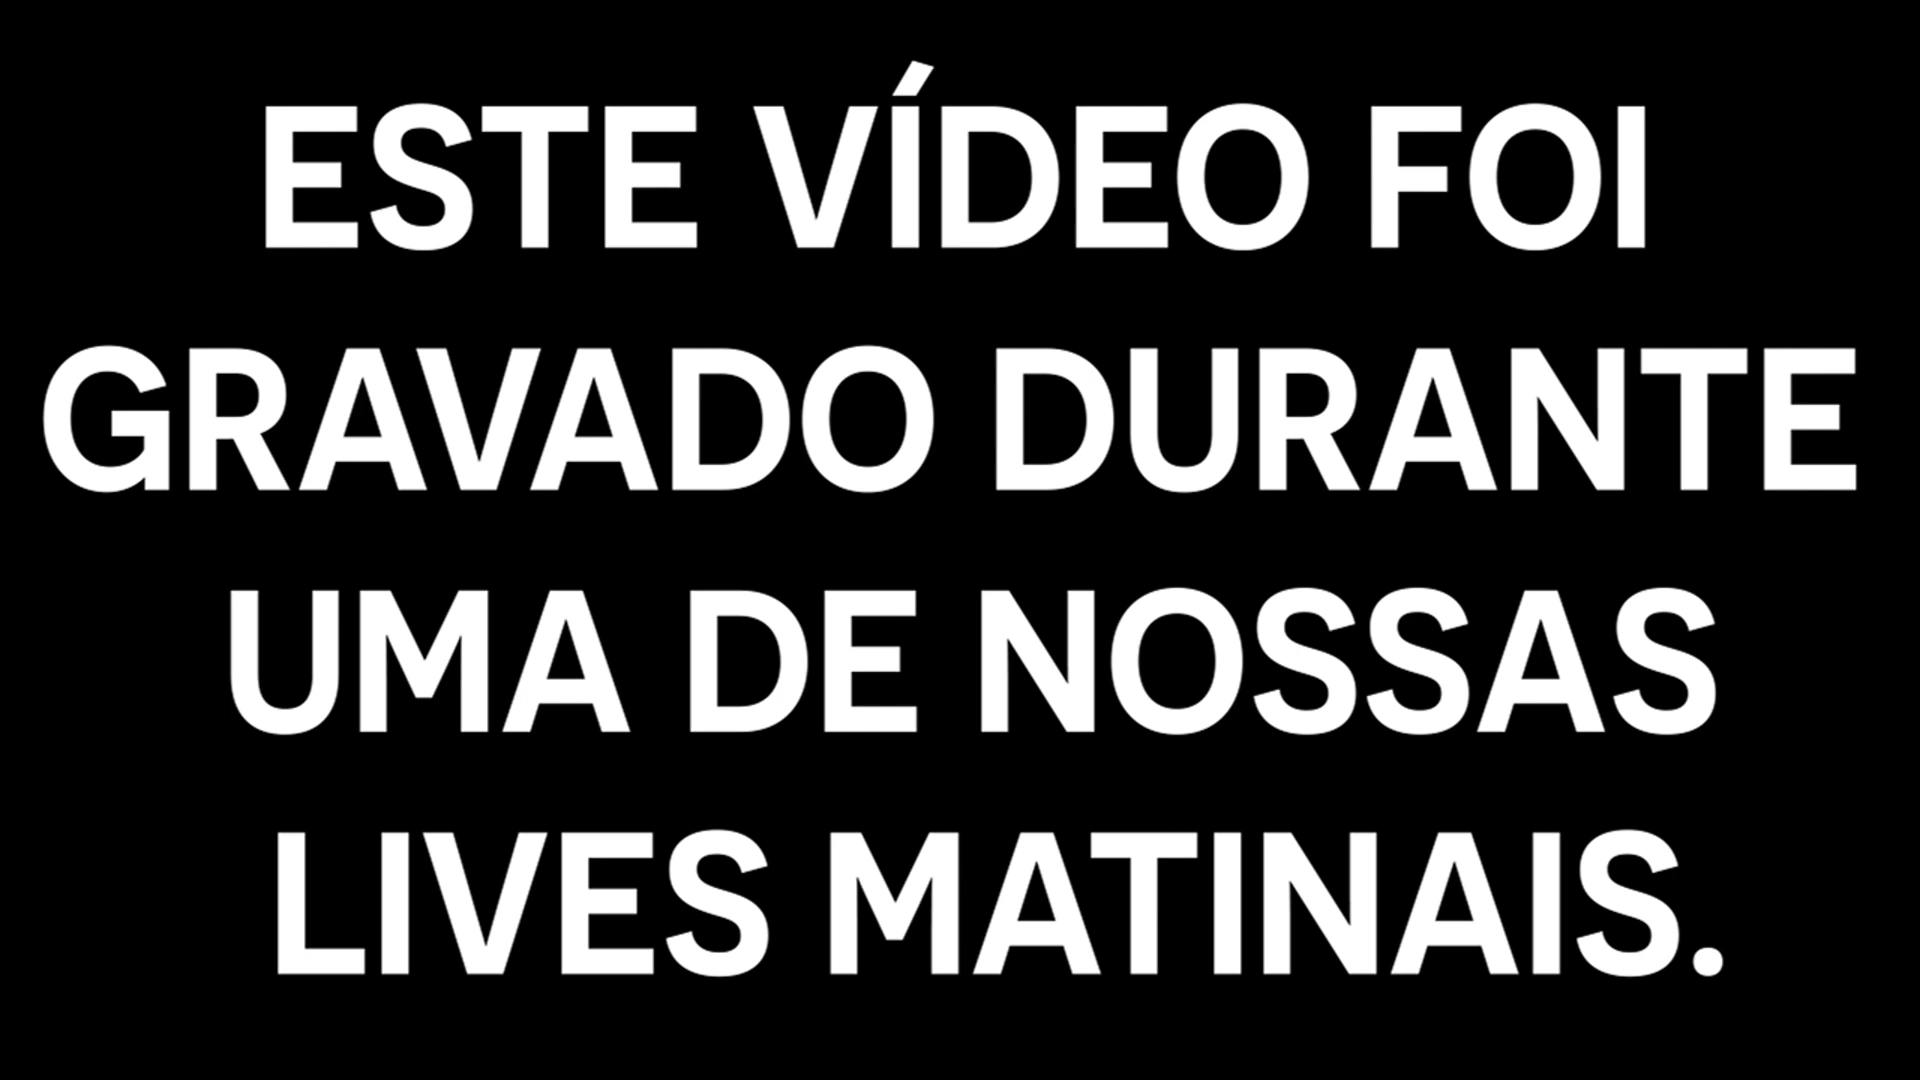 ESTE VÍDEO FOI
GRAVADO DURANTE
UMA DE NOSSAS
LIVES MATINAIS.